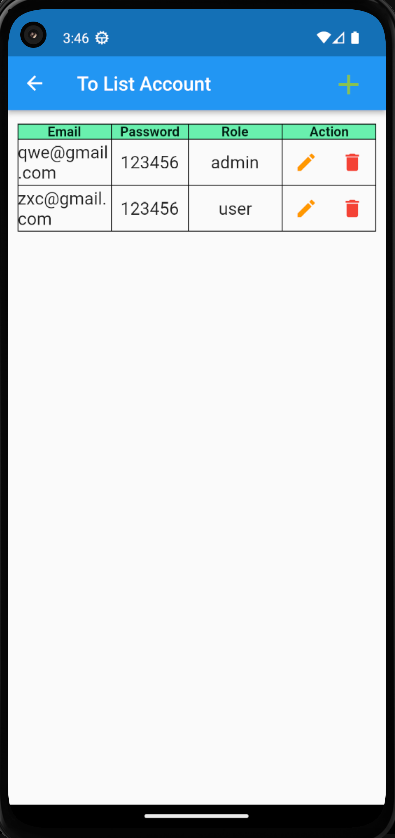 3:46
To List Account
Email Password Role Action
qwe@gmail
.com
123456 admin
zxc@gmail.
com
123456 user